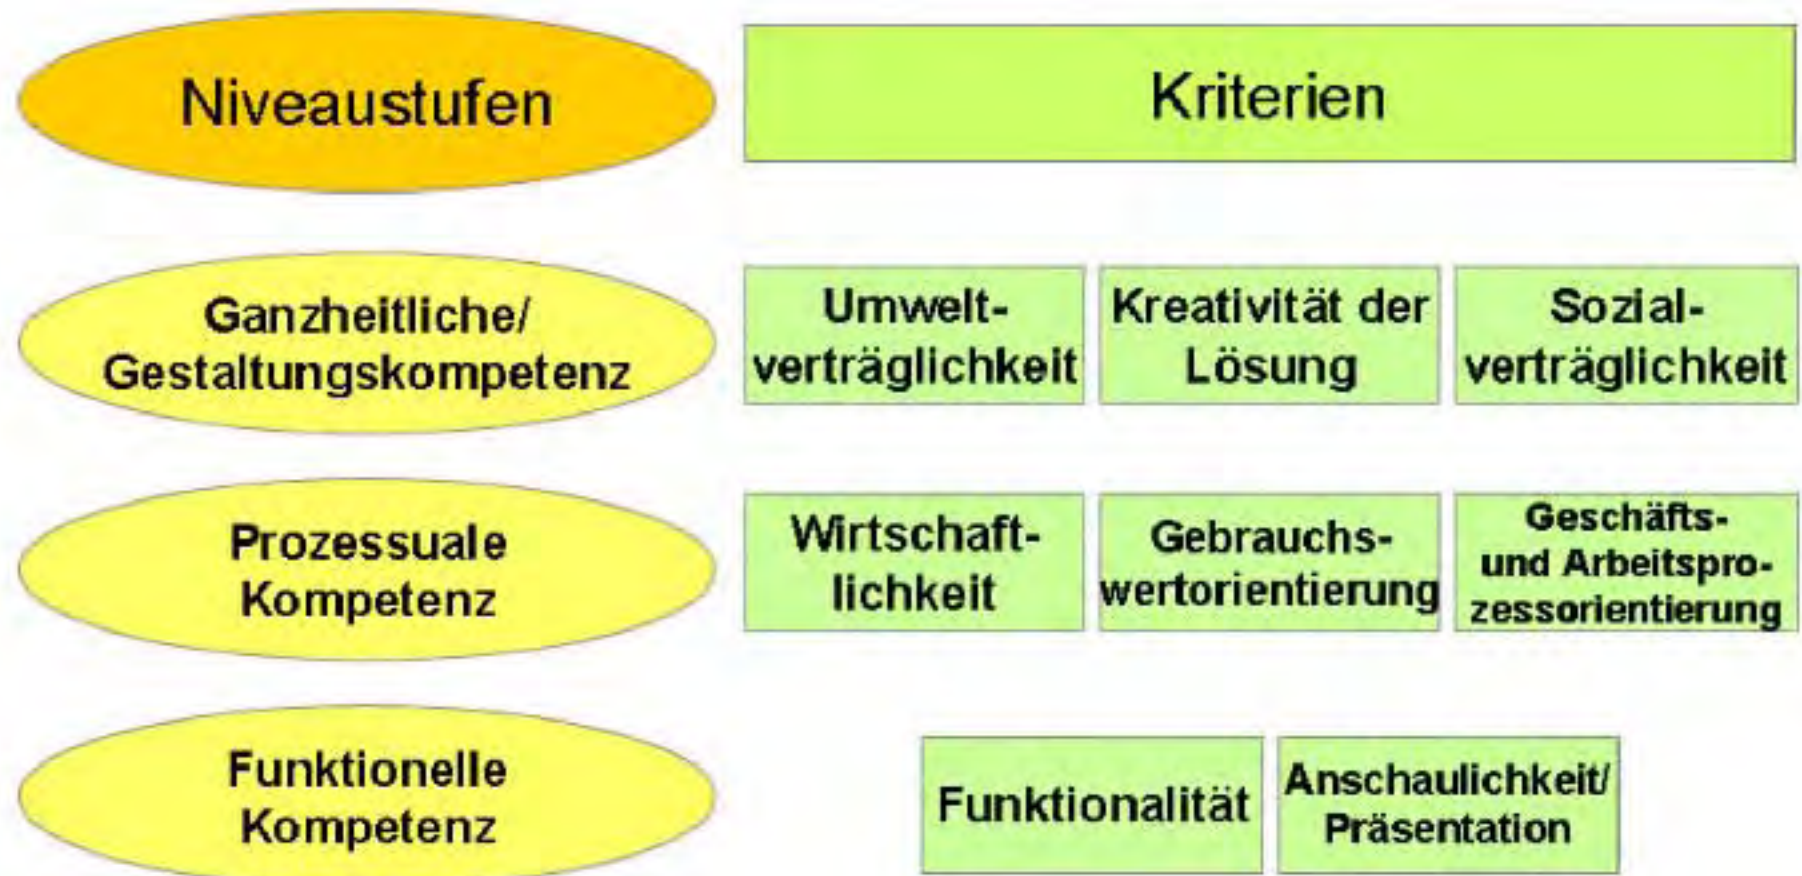 Niveaustufen
Kriterien
Ganzheitliche/
Gestaltungskompetenz
Umwelt-
verträglichkeit
Kreativität der
Lösung
Sozial-
verträglichkeit
Prozessuale
Kompetenz
Wirtschaft-
lichkeit
Gebrauchs-
wertorientierung
Geschäfts-
und Arbeitspro-
zessorientierung
Funktionelle
Kompetenz
Funktionalität
Anschaulichkeit/
Präsentation